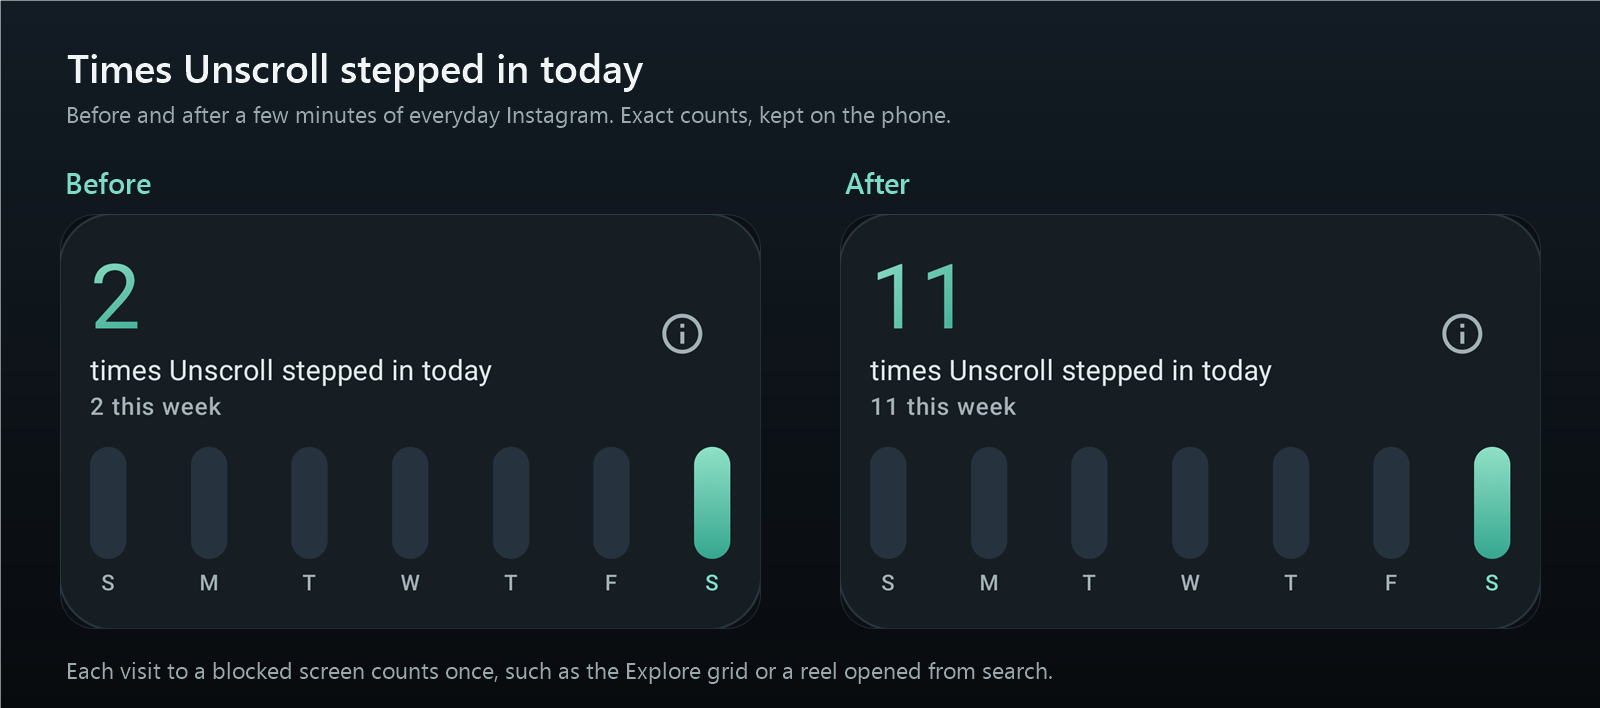 Times Unscroll stepped in today
Before and after a few minutes of everyday Instagram. Exact counts, kept on the phone.
Before
2
times Unscroll stepped in today
2 this week
S M T W T F S
After
11
times Unscroll stepped in today
11 this week
S M T W T F S
Each visit to a blocked screen counts once, such as the Explore grid or a reel opened from search.